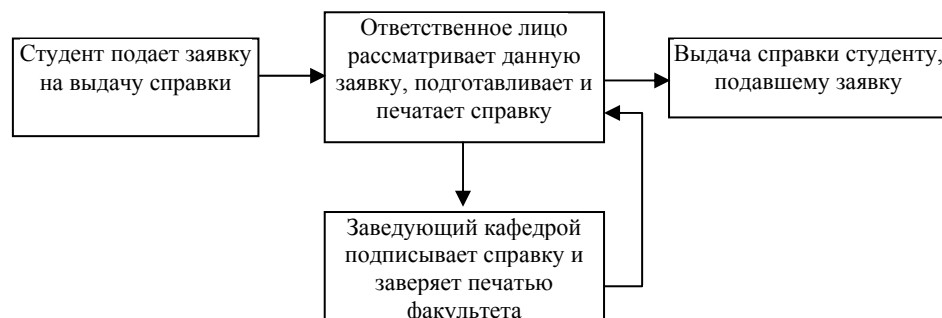 Студент подает заявку
на выдачу справки
Ответственное лицо
рассматривает данную
заявку, подготавливает и
печатает справку
Выдача справки студенту,
подавшему заявку
Заведующий кафедрой
подписывает справку и
заверяет печатью
факультета